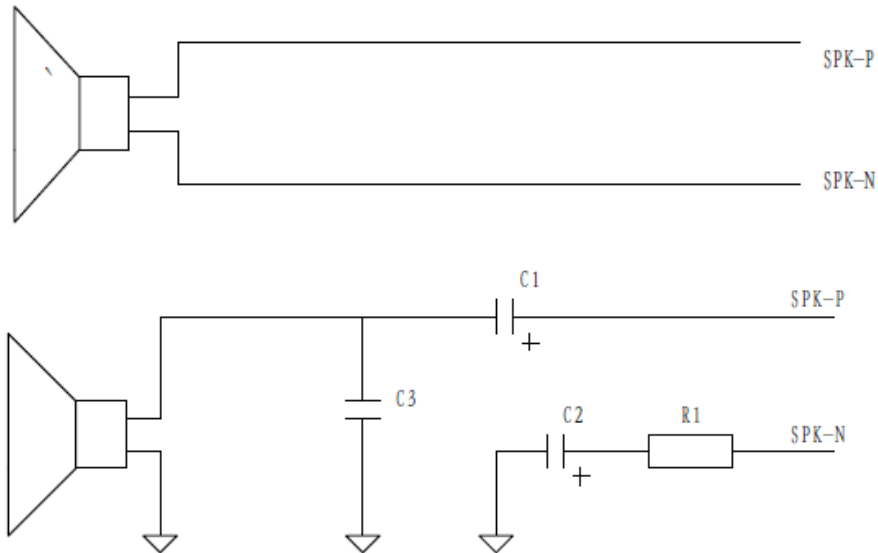 SPK-P
SPK-N
C1
SPK-P
C3
C2
R1
SPK-N
+
+